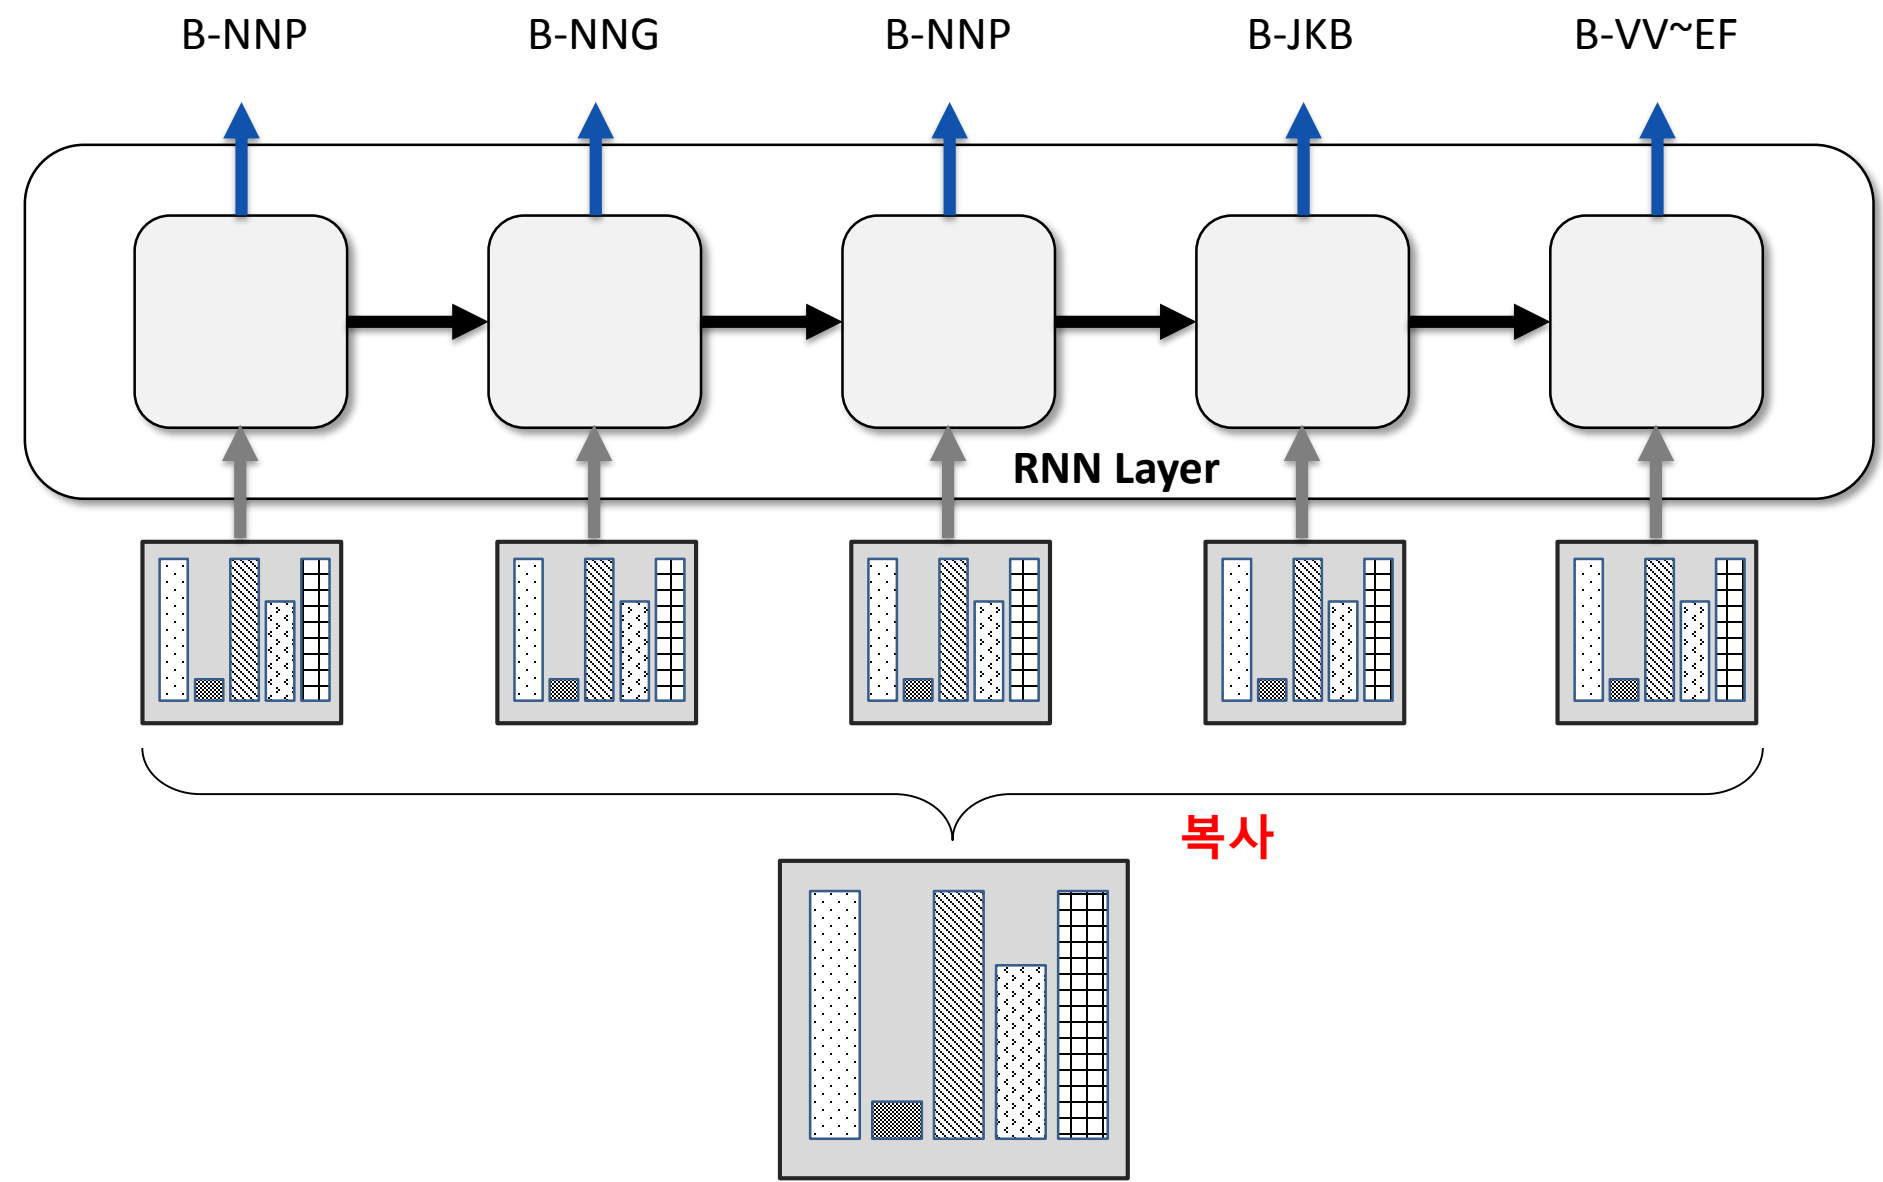 B-NNP
B-NNG
B-NNP
B-JKB
B-VV~EF
RNN Layer
복사